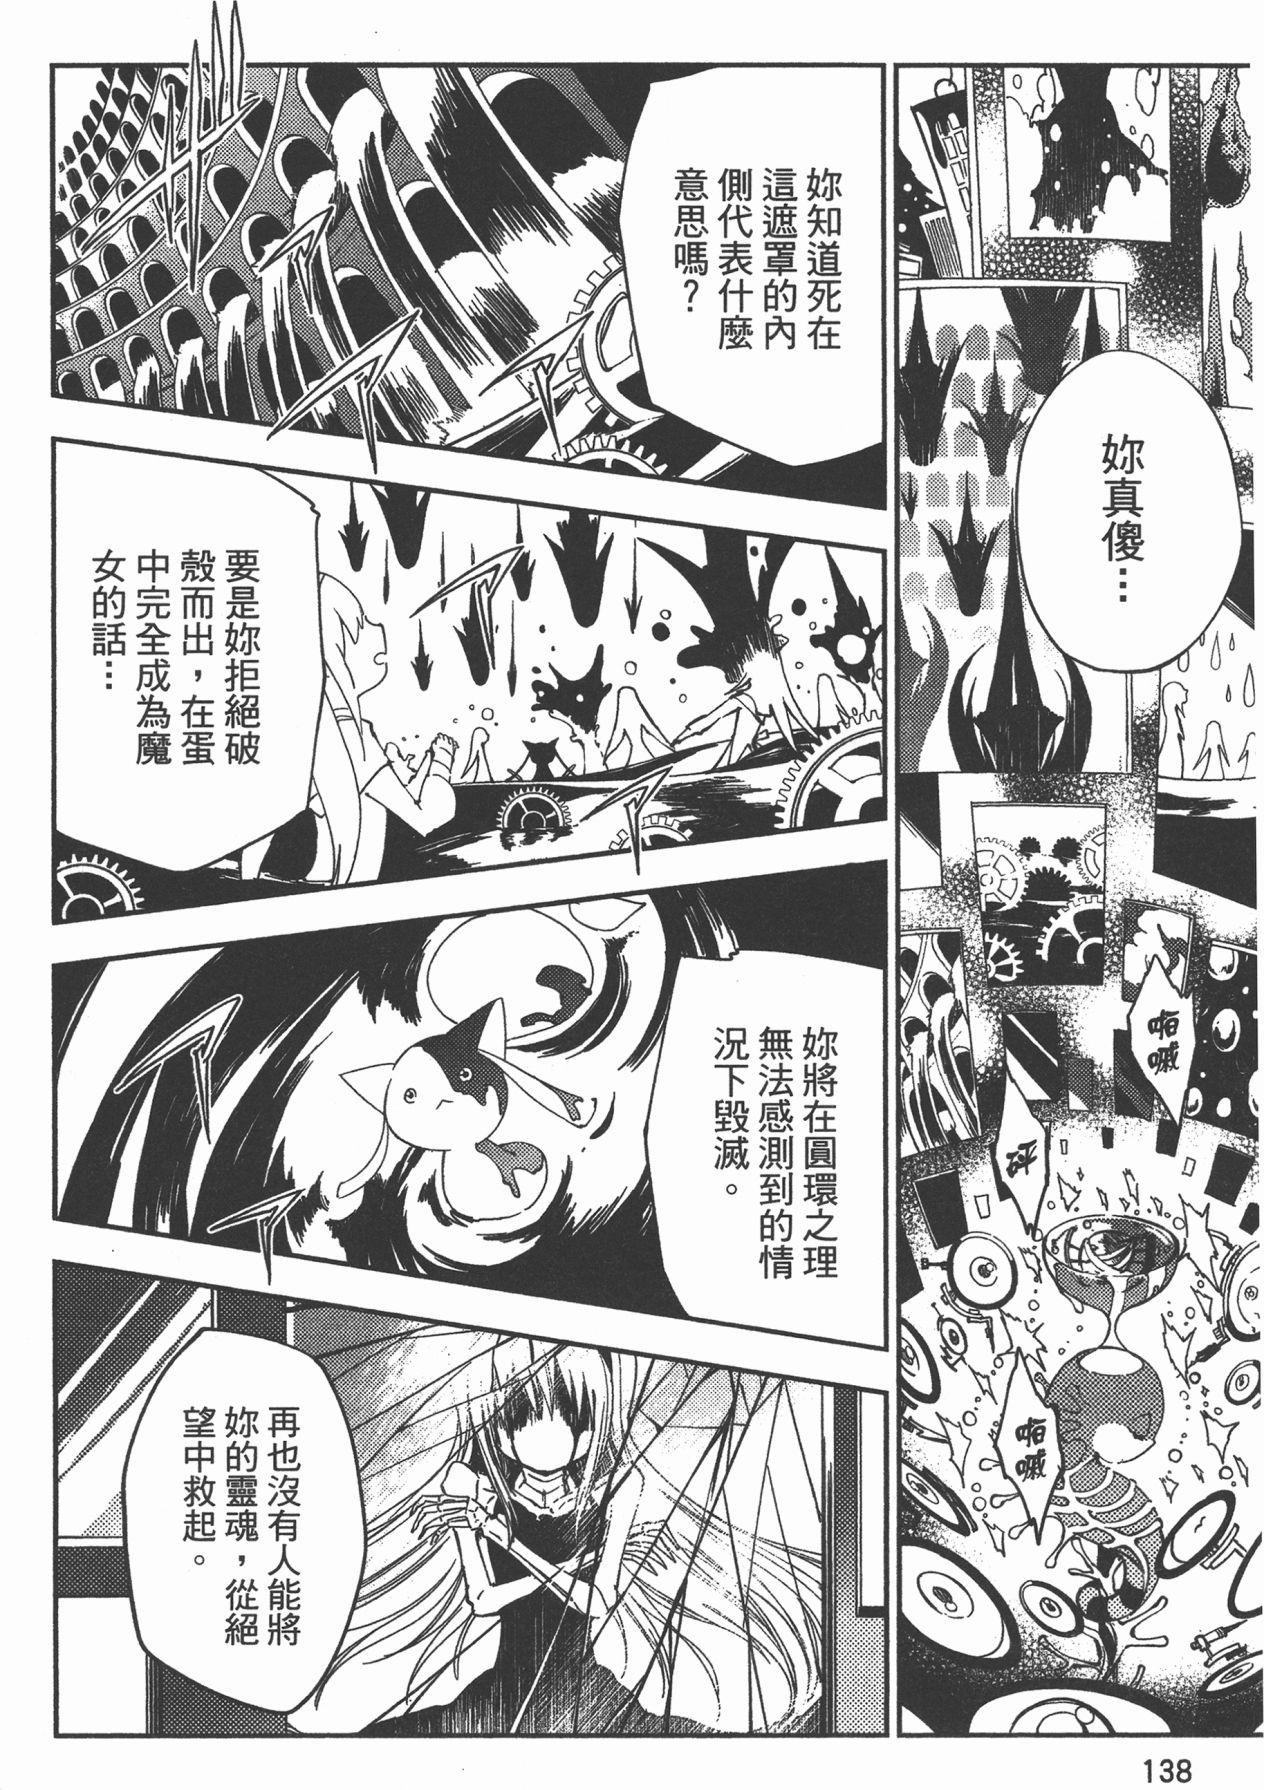 妳真傻…
啪嘰
砰
啪嘰
妳知道死在
這遮罩的內
側代表什麼
意思嗎？
要是妳拒絕破
殼而出，在蛋
中完全成為魔
女的話…
妳將在圓環之理
無法感測到的情
況下毀滅。
再也沒有人能將
妳的靈魂，從絕
望中救起。
138